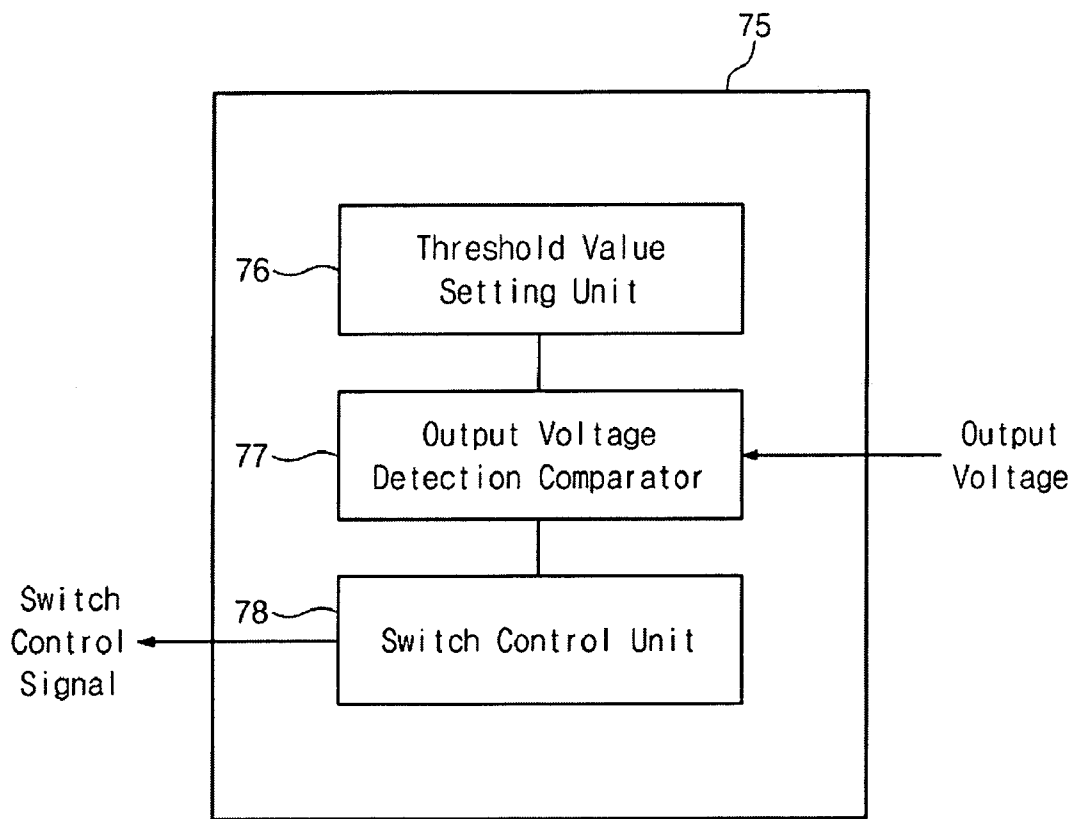 75
76
Threshold Value
Setting Unit
77
Output Voltage
Detection Comparator
Output
Voltage
78
Switch Control Unit
Switch
Control
Signal